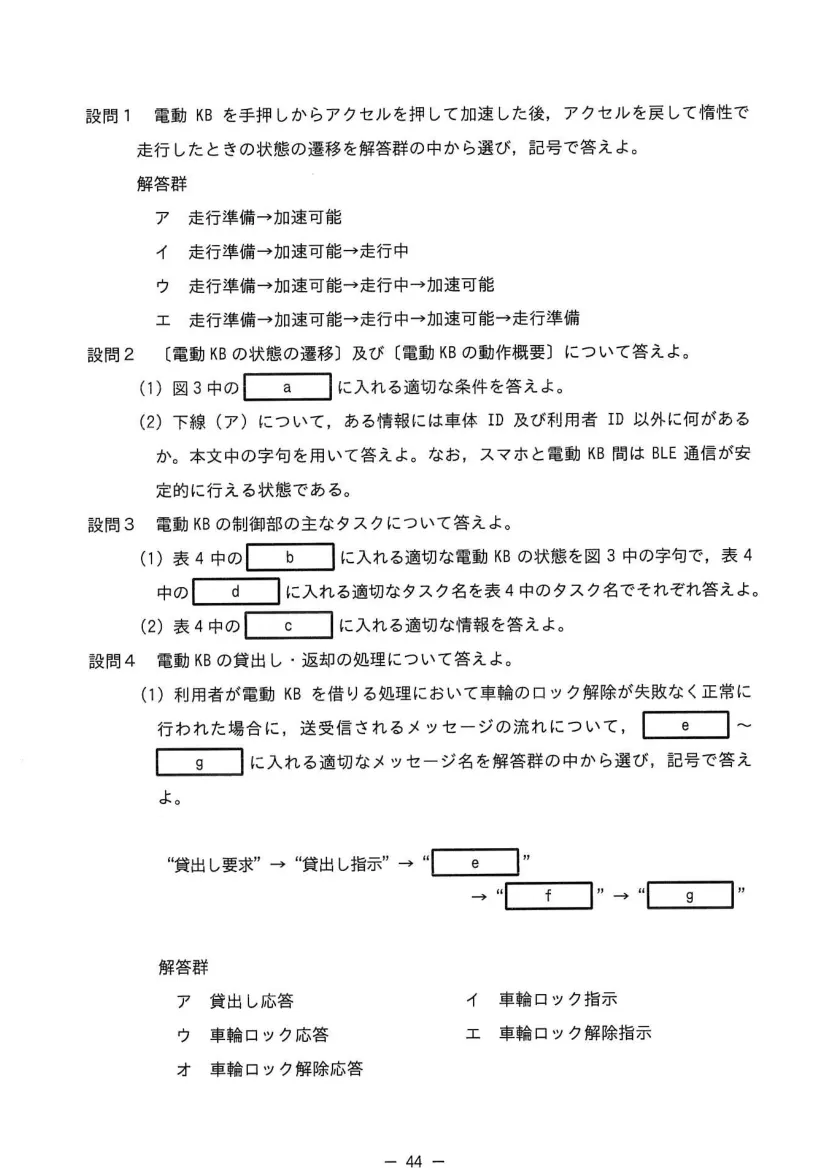 設問1 電動 KB を手押しからアクセルを押して加速した後，アクセルを戻して惰性で
走行したときの状態の遷移を解答群の中から選び，記号で答えよ。
解答群
ア 走行準備→加速可能
イ 走行準備→加速可能→走行中
ウ 走行準備→加速可能→走行中→加速可能
エ 走行準備→加速可能→走行中→加速可能→走行準備
設問2 〔電動 KB の状態の遷移〕及び〔電動 KB の動作概要〕について答えよ。
(1) 図 3 中の a に入れる適切な条件を答えよ。
(2) 下線（ア）について，ある情報には車体 ID 及び利用者 ID 以外に何がある
か。本文中の字句を用いて答えよ。なお，スマホと電動 KB 間は BLE 通信が安
定的に行える状態である。
設問3 電動 KB の制御部の主なタスクについて答えよ。
(1) 表 4 中の b に入れる適切な電動 KB の状態を図 3 中の字句で，表 4
中の d に入れる適切なタスク名を表 4 中のタスク名でそれぞれ答えよ。
(2) 表 4 中の c に入れる適切な情報を答えよ。
設問4 電動 KB の貸出し・返却の処理について答えよ。
(1) 利用者が電動 KB を借りる処理において車輪のロック解除が失敗なく正常に
行われた場合に，送受信されるメッセージの流れについて， e ～
g に入れる適切なメッセージ名を解答群の中から選び，記号で答え
よ。
“貸出し要求” → “貸出し指示” → “ e ”
→ “ f ” → “ g ”
解答群
ア 貸出し応答 イ 車輪ロック指示
ウ 車輪ロック応答 エ 車輪ロック解除指示
オ 車輪ロック解除応答
－ 44 －